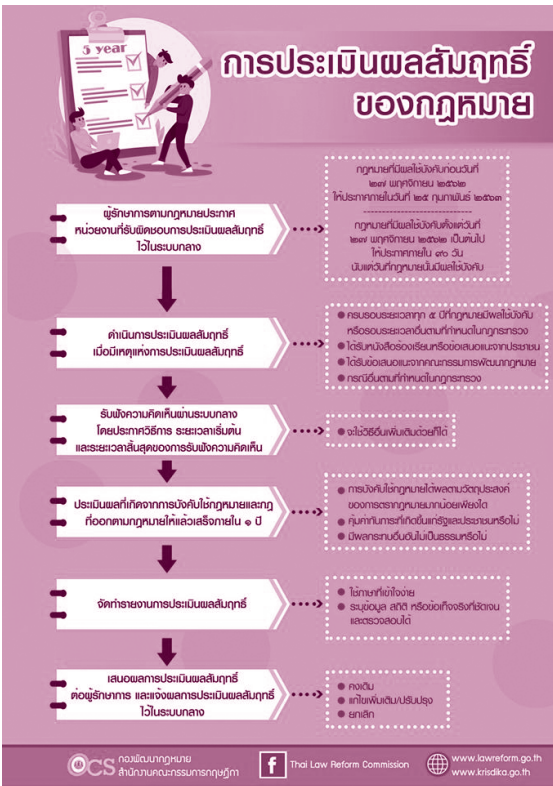 5 year
การประเมินผลสัมฤทธิ์
ของกฎหมาย
ผู้รักษาการตามกฎหมายประกาศ
หน่วยงานที่รับผิดชอบการประเมินผลสัมฤทธิ์
ไว้ในระบบกลาง
กฎหมายที่มีผลใช้บังคับก่อนวันที่
๒๗ พฤศจิกายน ๒๕๖๒
ให้ประกาศภายในวันที่ ๒๕ กุมภาพันธ์ ๒๕๖๓
กฎหมายที่มีผลใช้บังคับตั้งแต่วันที่
๒๗ พฤศจิกายน ๒๕๖๒ เป็นต้นไป
ให้ประกาศภายใน ๙๐ วัน
นับแต่วันที่กฎหมายนั้นมีผลใช้บังคับ
ดำเนินการประเมินผลสัมฤทธิ์
เมื่อมีเหตุแห่งการประเมินผลสัมฤทธิ์
ครบรอบระยะเวลาทุก ๕ ปีที่กฎหมายมีผลใช้บังคับ
หรือรอบระยะเวลาอื่นตามที่กำหนดในกฎกระทรวง
ได้รับหนังสือร้องเรียนหรือข้อเสนอแนะจากประชาชน
ได้รับข้อเสนอแนะจากคณะกรรมการพัฒนากฎหมาย
กรณีอื่นตามที่กำหนดในกฎกระทรวง
รับฟังความคิดเห็นผ่านระบบกลาง
โดยประกาศวิธีการ ระยะเวลาเริ่มต้น
และระยะเวลาสิ้นสุดของการรับฟังความคิดเห็น
จะใช้วิธีอื่นเพิ่มเติมด้วยก็ได้
ประเมินผลที่เกิดจากการบังคับใช้กฎหมายและกฎ
ที่ออกตามกฎหมายให้แล้วเสร็จภายใน ๑ ปี
การบังคับใช้กฎหมายได้ผลตามวัตถุประสงค์
ของการตรากฎหมายมากน้อยเพียงใด
คุ้มค่ากับภาระที่เกิดขึ้นแก่รัฐและประชาชนหรือไม่
มีผลกระทบอื่นอันไม่เป็นธรรมหรือไม่
จัดทำรายงานการประเมินผลสัมฤทธิ์
ใช้ภาษาที่เข้าใจง่าย
ระบุข้อมูล สถิติ หรือข้อเท็จจริงที่ชัดเจน
และตรวจสอบได้
เสนอผลการประเมินผลสัมฤทธิ์
ต่อผู้รักษาการ และแจ้งผลการประเมินผลสัมฤทธิ์
ไว้ในระบบกลาง
คงเดิม
แก้ไขเพิ่มเติม/ปรับปรุง
ยกเลิก
OCS
กองพัฒนากฎหมาย
สำนักงานคณะกรรมการกฤษฎีกา
f
Thai Law Reform Commission
www.lawreform.go.th
www.krisdika.go.th